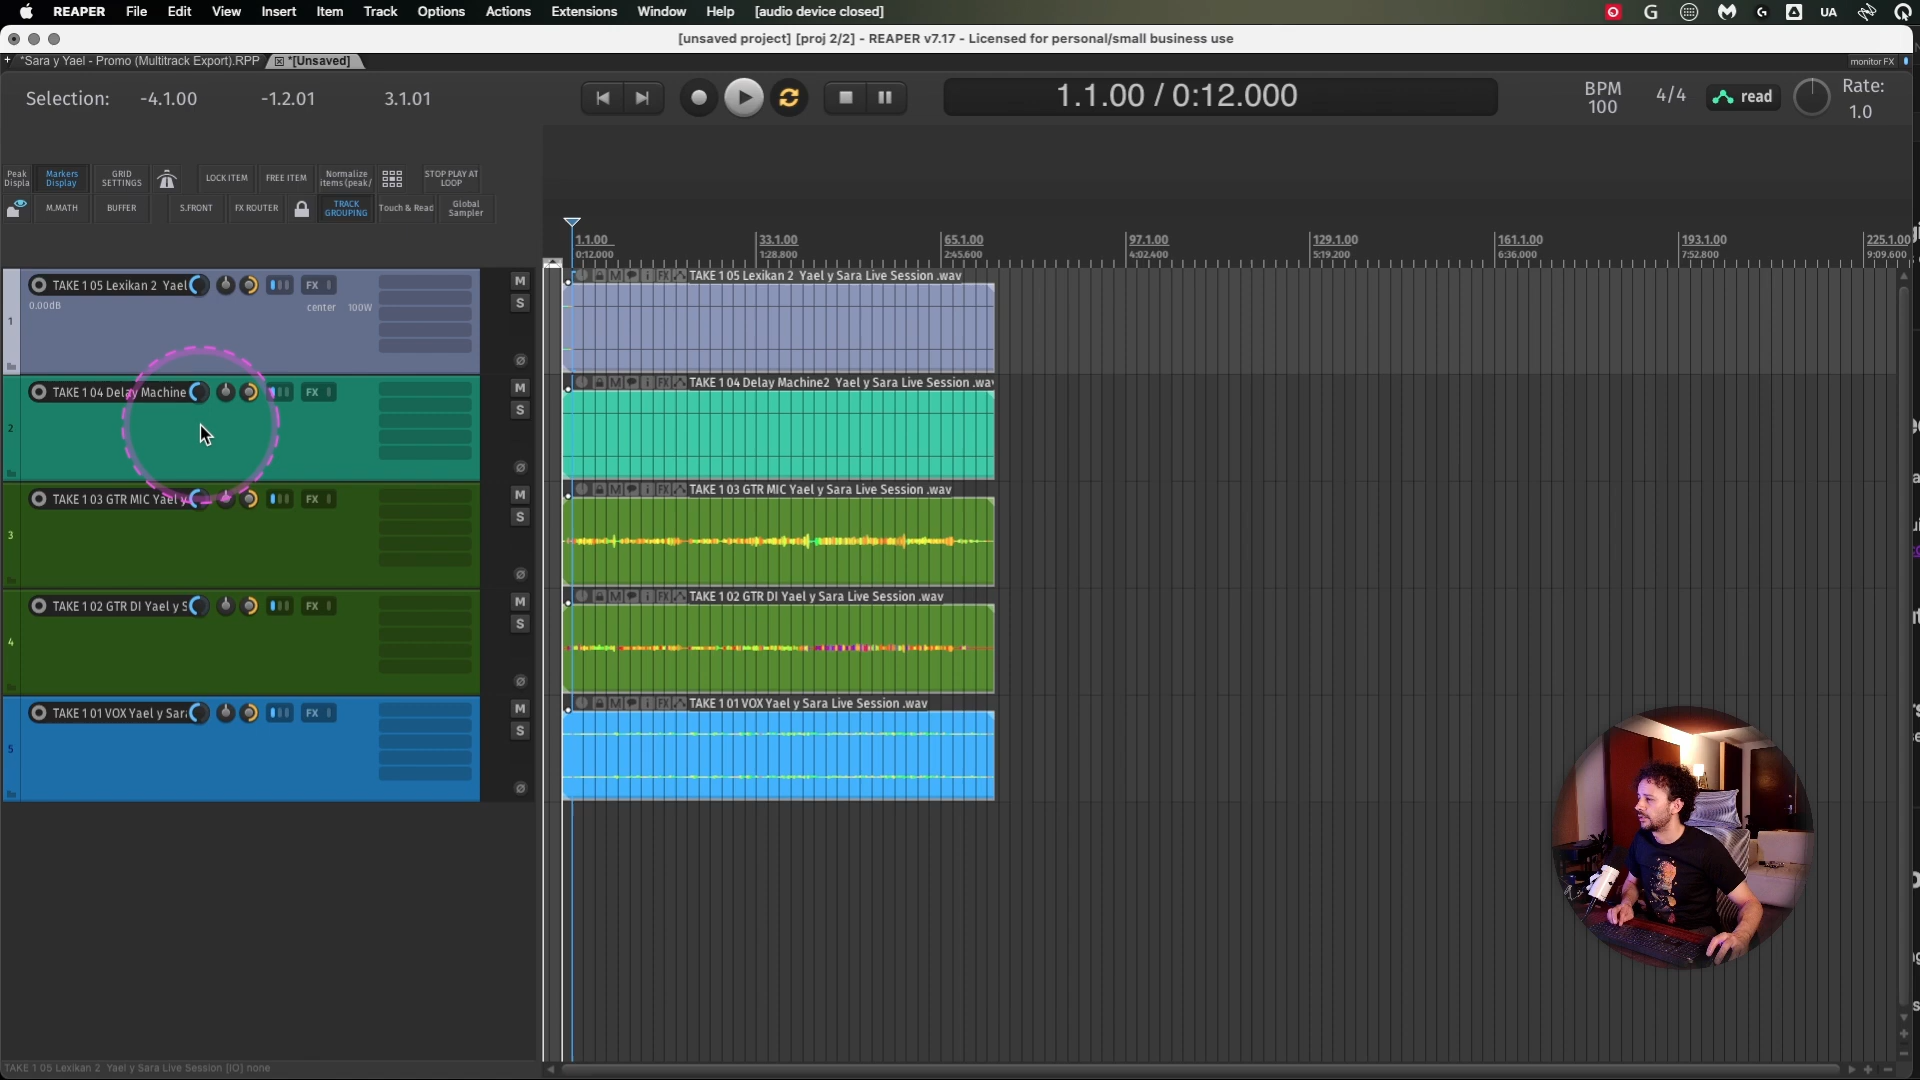 REAPER File Edit View Insert Item Track Options Actions Extensions Window Help [audio device closed] UA
[unsaved project] [proj 2/2] - REAPER v7.17 - Licensed for personal/small business use
+ *Sara y Yael - Promo (Multitrack Export).RPP *[Unsaved] monitor FX
Selection: -4.1.00 -1.2.01 3.1.01
1.1.00 / 0:12.000
BPM
100
4/4
read
Rate:
1.0
Peak
Displa
Markers
Display
GRID
SETTINGS
LOCK ITEM
FREE ITEM
Normalize
items (peak/
STOP PLAY AT
LOOP
M.MATH
BUFFER
S.FRONT
FX ROUTER
TRACK
GROUPING
Touch & Read
Global
Sampler
1.1.00 33.1.00 65.1.00 97.1.00 129.1.00 161.1.00 193.1.00 225.1.00
0:12.000 1:28.800 2:45.600 4:02.400 5:19.200 6:36.000 7:52.800 9:09.600
1
TAKE 1 05 Lexikan 2 Yael FX M
0.00dB center 100W S
TAKE 1 05 Lexikan 2 Yael y Sara Live Session .wav
2
TAKE 1 04 Delay Machine FX M
S
TAKE 1 04 Delay Machine2 Yael y Sara Live Session .wav
3
TAKE 1 03 GTR MIC Yael y FX M
S
TAKE 1 03 GTR MIC Yael y Sara Live Session .wav
4
TAKE 1 02 GTR DI Yael y S FX M
S
TAKE 1 02 GTR DI Yael y Sara Live Session .wav
5
TAKE 1 01 VOX Yael y Sar FX M
S
TAKE 1 01 VOX Yael y Sara Live Session .wav
TAKE 1 05 Lexikan 2 Yael y Sara Live Session [IO] none